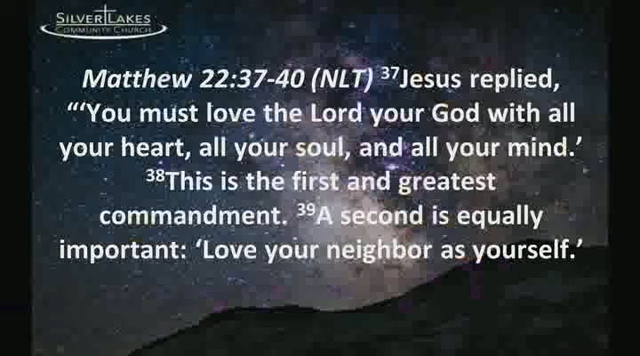 SILVER LAKES
COMMUNITY CHURCH
Matthew 22:37-40 (NLT) ³⁷Jesus replied,
“‘You must love the Lord your God with all
your heart, all your soul, and all your mind.’
³⁸This is the first and greatest
commandment. ³⁹A second is equally
important: ‘Love your neighbor as yourself.’